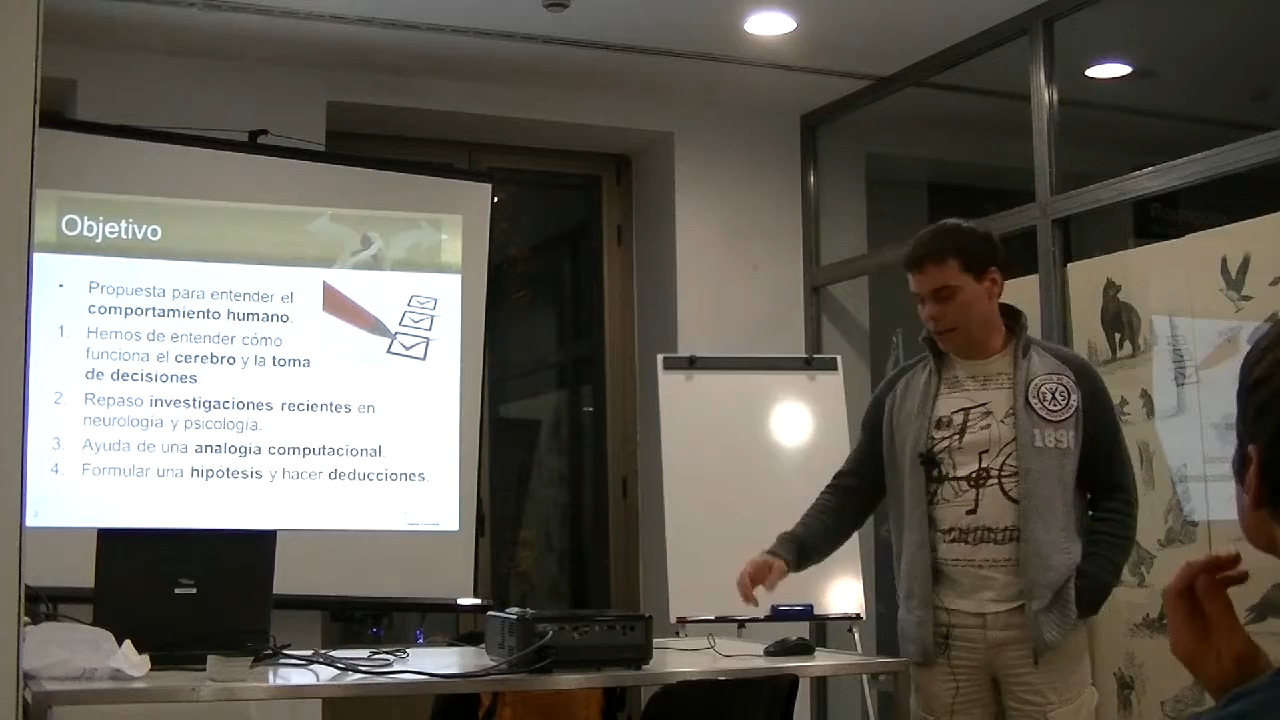 Objetivo
• Propuesta para entender el
comportamiento humano.
1. Hemos de entender cómo
funciona el cerebro y la toma
de decisiones.
2. Repaso investigaciones recientes en
neurología y psicología.
3. Ayuda de una analogía computacional.
4. Formular una hipótesis y hacer deducciones.
1890